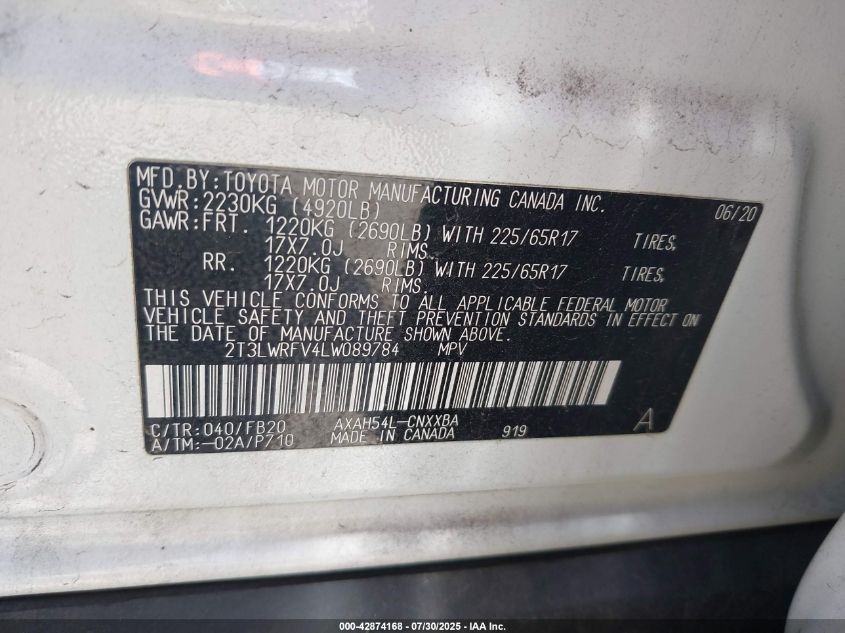 MFD.BY:TOYOTA MOTOR MANUFACTURING CANADA INC. 06/20
GVWR:2230KG (4920LB)
GAWR:FRT. 1220KG (2690LB) WITH 225/65R17 TIRES,
17X7.0J RIMS.
RR. 1220KG (2690LB) WITH 225/65R17 TIRES,
17X7.0J RIMS.
THIS VEHICLE CONFORMS TO ALL APPLICABLE FEDERAL MOTOR
VEHICLE SAFETY AND THEFT PREVENTION STANDARDS IN EFFECT ON
THE DATE OF MANUFACTURE SHOWN ABOVE.
2T3LWRFV4LW089784 MPV
C/TR:040/FB20 AXAH54L-CNXXBA A
A/TM:-02A/P710 MADE IN CANADA 919
000-42874168 - 07/30/2025 - IAA Inc.